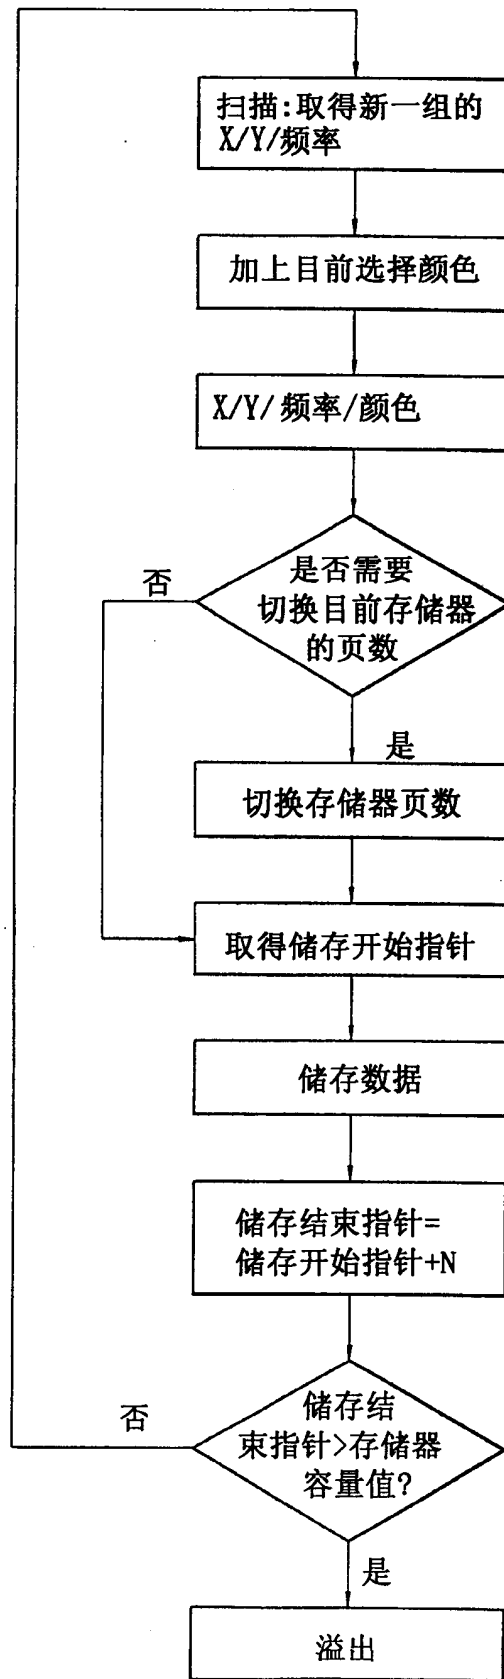 扫描:取得新一组的
X/Y/频率
加上目前选择颜色
X/Y/频率/颜色
是否需要
切换目前存储器
的页数
否
是
切换存储器页数
取得储存开始指针
储存数据
储存结束指针=
储存开始指针+N
储存结
束指针>存储器
容量值?
否
是
溢出